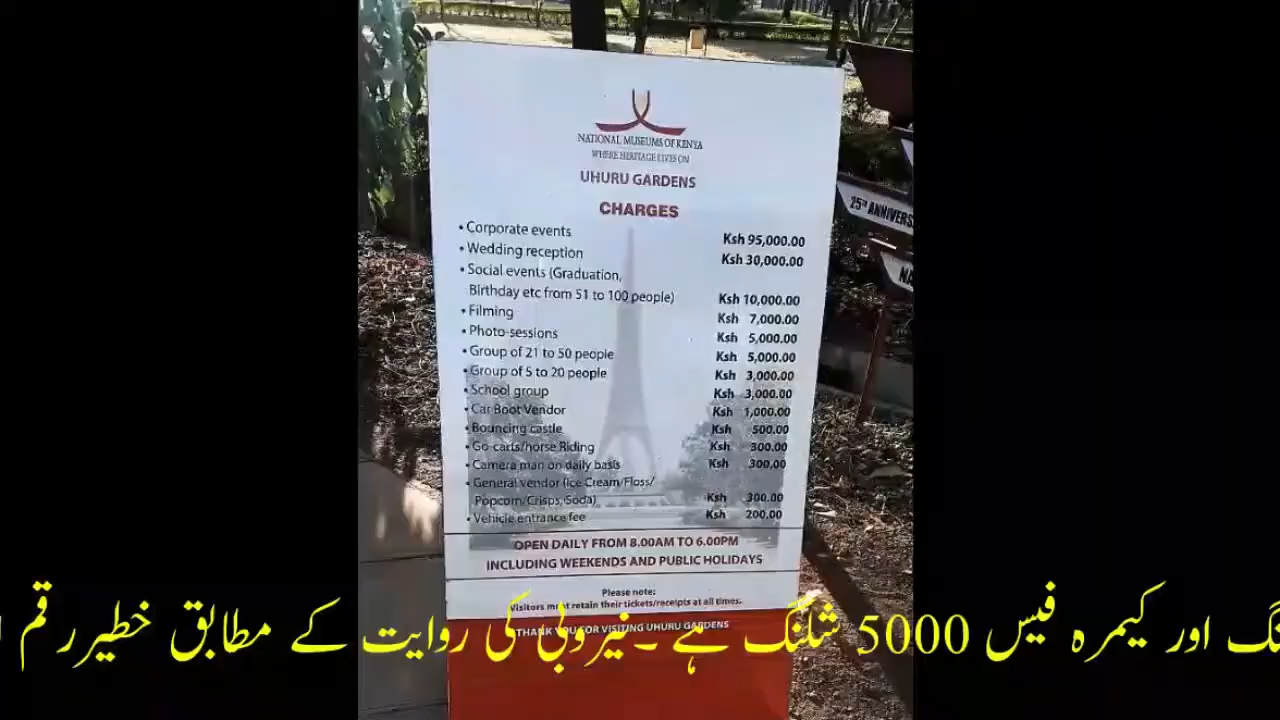 NATIONAL MUSEUMS OF KENYA
WHERE HERITAGE LIVES ON
UHURU GARDENS
CHARGES
• Corporate events Ksh 95,000.00
• Wedding reception Ksh 30,000.00
• Social events (Graduation,
Birthday etc from 51 to 100 people) Ksh 10,000.00
• Filming Ksh 7,000.00
• Photo-sessions Ksh 5,000.00
• Group of 21 to 50 people Ksh 5,000.00
• Group of 5 to 20 people Ksh 3,000.00
• School group Ksh 3,000.00
• Car Boot Vendor Ksh 1,000.00
• Bouncing castle Ksh 500.00
• Go-carts/horse Riding Ksh 300.00
• Camera man on daily basis Ksh 300.00
• General vendor (Ice Cream/Floss/
Popcorn/Crisps, Soda) Ksh 300.00
• Vehicle entrance fee Ksh 200.00
OPEN DAILY FROM 8.00AM TO 6.00PM
INCLUDING WEEKENDS AND PUBLIC HOLIDAYS
Please note:
Visitors must retain their tickets/receipts at all times.
THANK YOU FOR VISITING UHURU GARDENS
25TH
اور کیمرہ فیس 5000 شلنگ ہے ۔ نیروبی کی روایت کے مطابق خطیر رقم